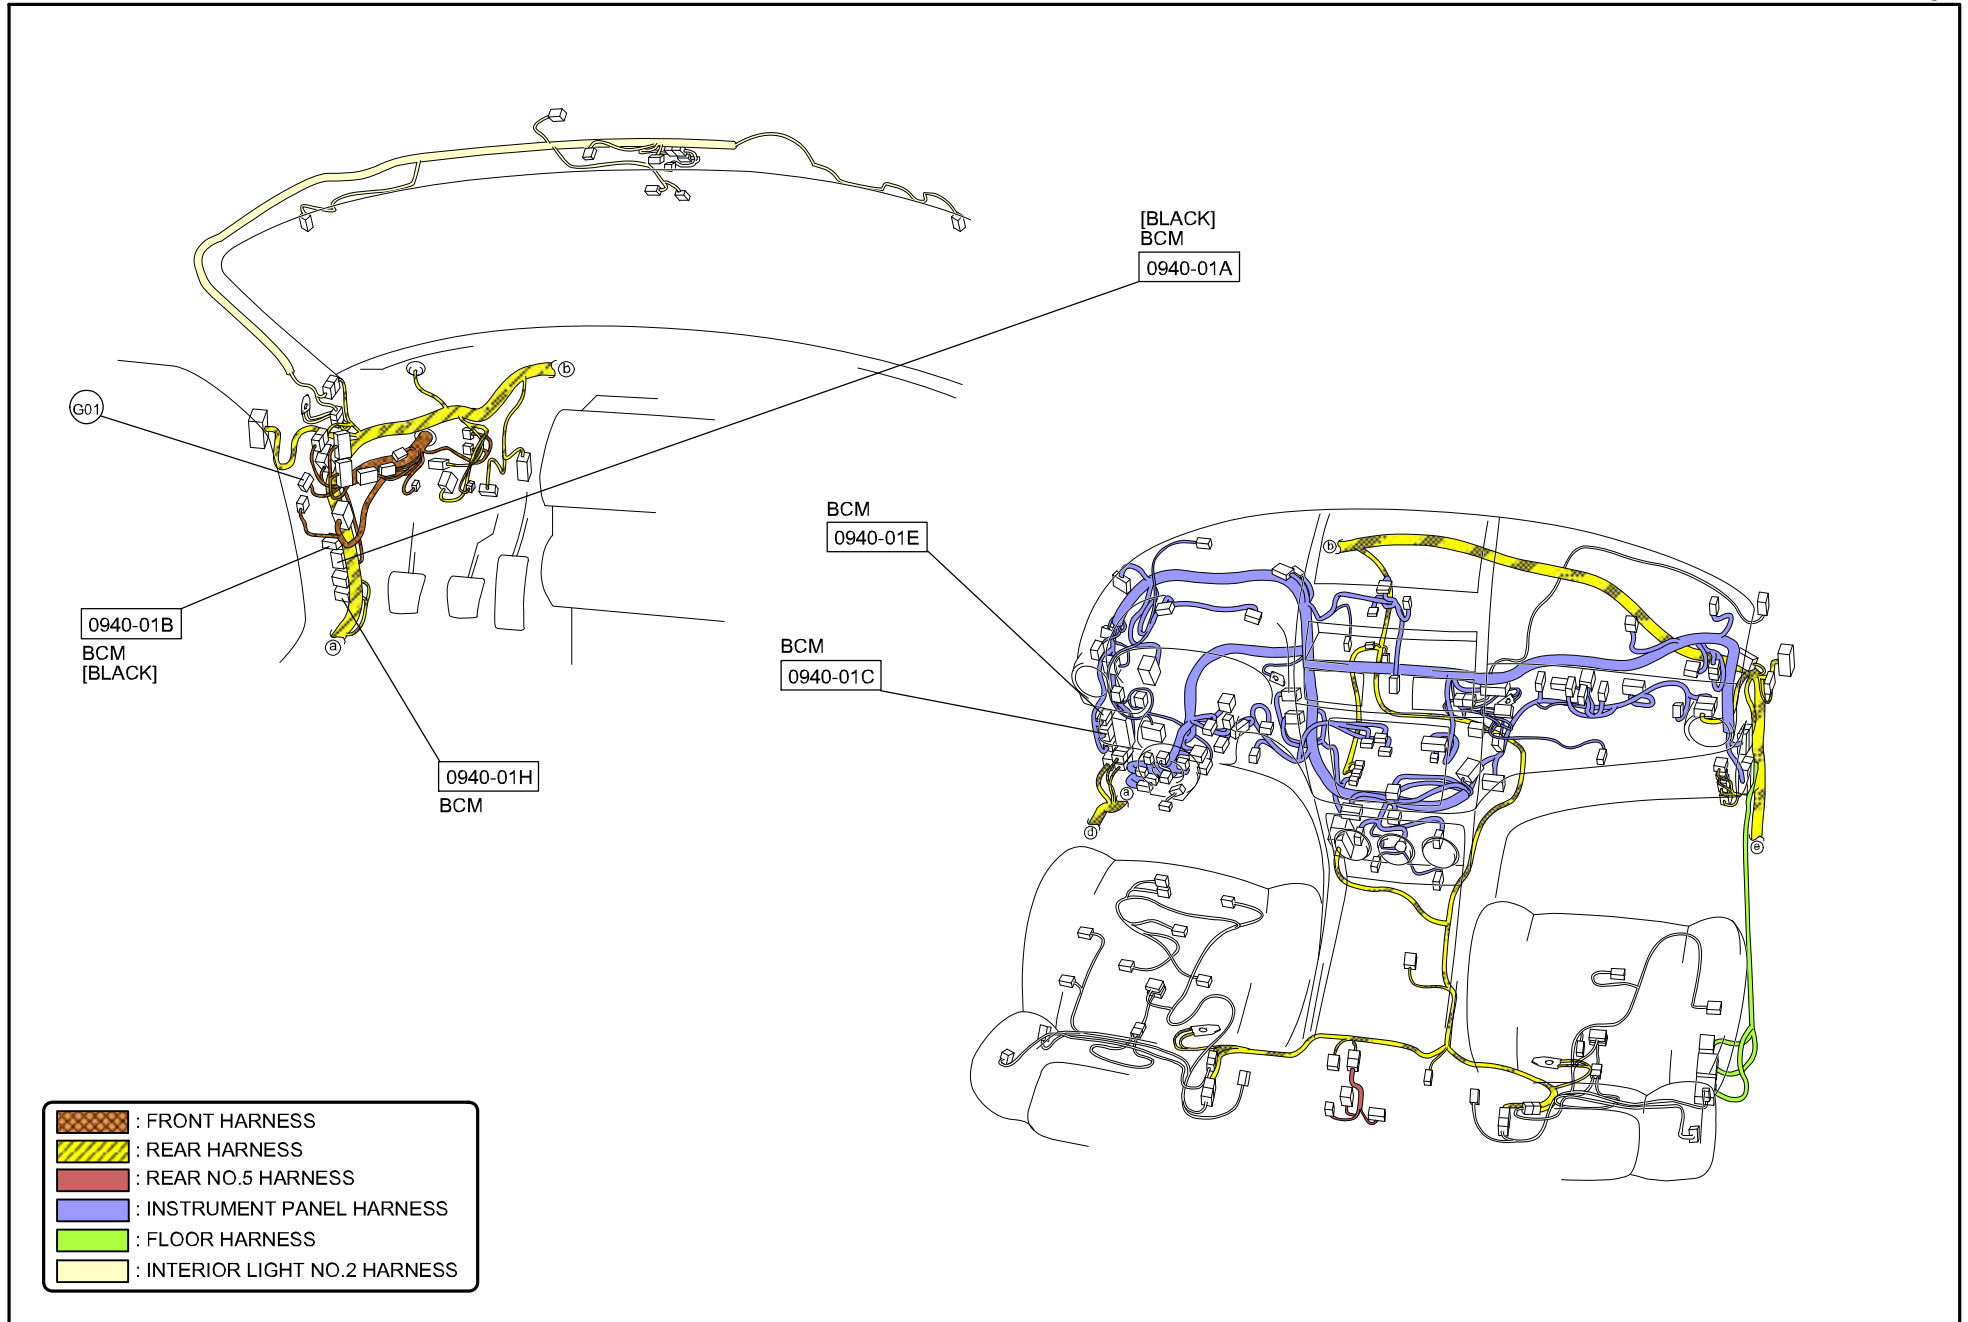 [BLACK]
BCM
0940-01A
b
G01
BCM
0940-01E
b
0940-01B
BCM
[BLACK]
a
BCM
0940-01C
0940-01H
BCM
a
d
e
: FRONT HARNESS
: REAR HARNESS
: REAR NO.5 HARNESS
: INSTRUMENT PANEL HARNESS
: FLOOR HARNESS
: INTERIOR LIGHT NO.2 HARNESS